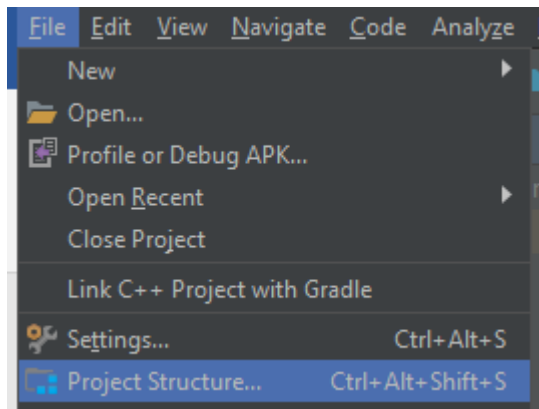 File Edit View Navigate Code Analyze
New
Open...
Profile or Debug APK...
Open Recent
Close Project
Link C++ Project with Gradle
Settings... Ctrl+Alt+S
Project Structure... Ctrl+Alt+Shift+S